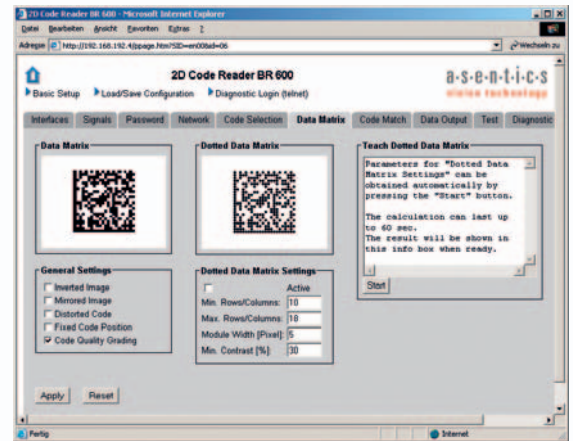 2D Code Reader BR 600 - Microsoft Internet Explorer
Datei Bearbeiten Ansicht Favoriten Extras ?
Adresse http://192.168.192.4/ppage.htm?SID=en00&id=06 Wechseln zu
2D Code Reader BR 600
a·s·e·n·t·i·c·s
vision technology
Basic Setup Load/Save Configuration Diagnostic Login (telnet)
Interfaces Signals Password Network Code Selection Data Matrix Code Match Data Output Test Diagnostic
Data Matrix
Dotted Data Matrix
Teach Dotted Data Matrix
Parameters for "Dotted Data
Matrix Settings" can be
obtained automatically by
pressing the "Start" button.
The calculation can last up
to 60 sec.
The result will be shown in
this info box when ready.
Start
General Settings
Inverted Image
Mirrored Image
Distorted Code
Fixed Code Position
Code Quality Grading
Dotted Data Matrix Settings
Active
Min. Rows/Columns: 10
Max. Rows/Columns: 18
Module Width [Pixel]: 5
Min. Contrast [%]: 30
Apply Reset
Fertig Internet